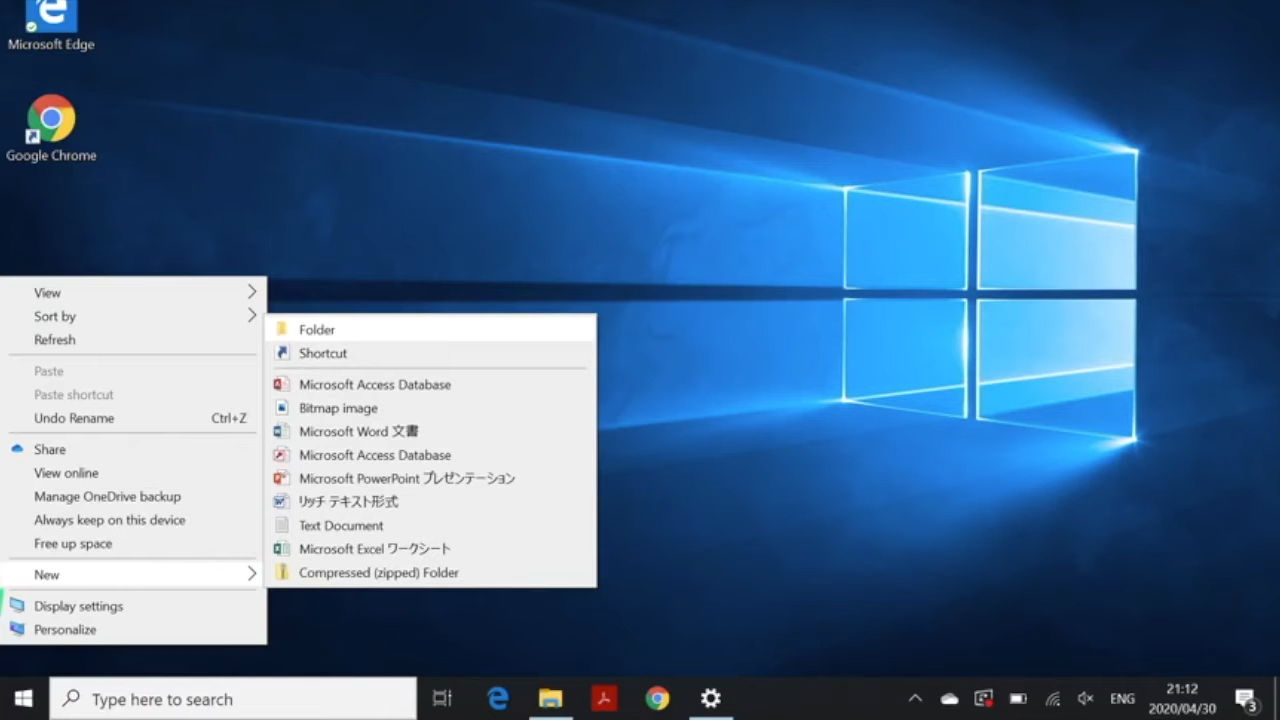 Microsoft Edge
Google Chrome
View
Sort by
Refresh
Paste
Paste shortcut
Undo Rename Ctrl+Z
Share
View online
Manage OneDrive backup
Always keep on this device
Free up space
New
Display settings
Personalize
Folder
Shortcut
Microsoft Access Database
Bitmap image
Microsoft Word 文書
Microsoft Access Database
Microsoft PowerPoint プレゼンテーション
リッチ テキスト形式
Text Document
Microsoft Excel ワークシート
Compressed (zipped) Folder
Type here to search
ENG
21:12
2020/04/30
3